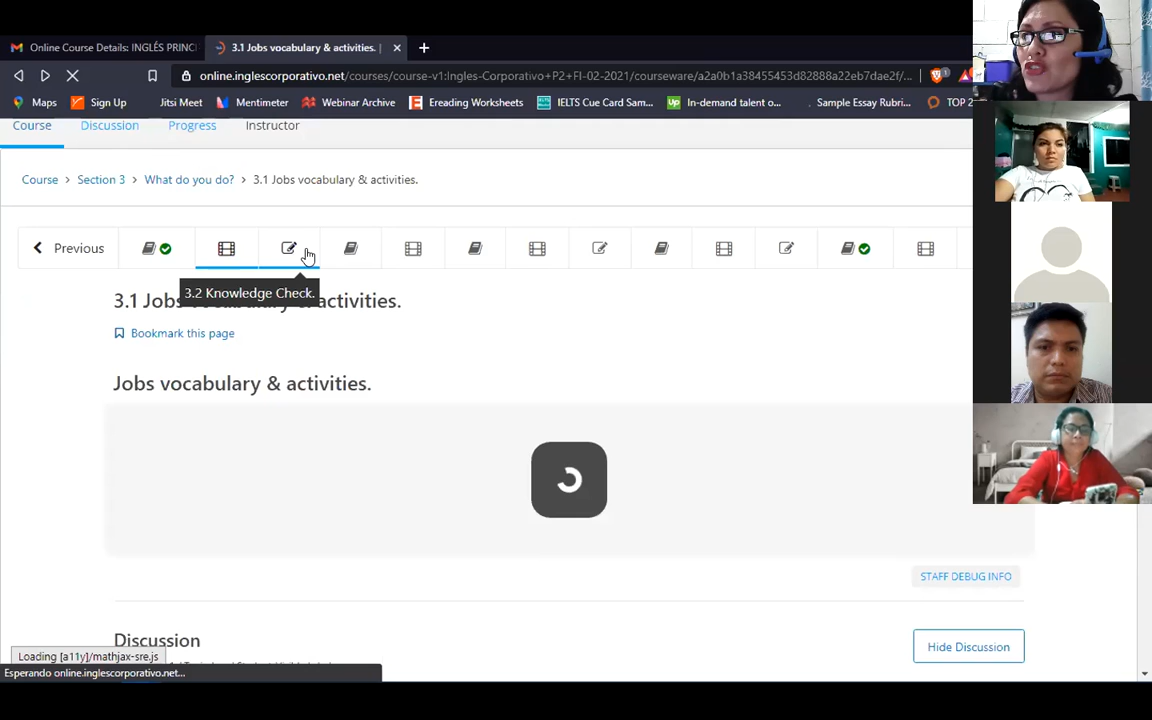 Online Course Details: INGLÉS PRINC
3.1 Jobs vocabulary & activities. |
online.inglescorporativo.net/courses/course-v1:Ingles-Corporativo+P2+FI-02-2021/courseware/a2a0b1a38455453d82888a22eb7dae2f/...
Maps
Sign Up
Jitsi Meet
Mentimeter
Webinar Archive
Ereading Worksheets
IELTS Cue Card Sam...
In-demand talent o...
Sample Essay Rubri...
TOP 2
Course
Discussion
Progress
Instructor
Course > Section 3 > What do you do? > 3.1 Jobs vocabulary & activities.
Previous
3.2 Knowledge Check.
3.1 Jobs vocabulary & activities.
Bookmark this page
Jobs vocabulary & activities.
STAFF DEBUG INFO
Discussion
Hide Discussion
Loading [a11y]/mathjax-sre.js
Esperando online.inglescorporativo.net...